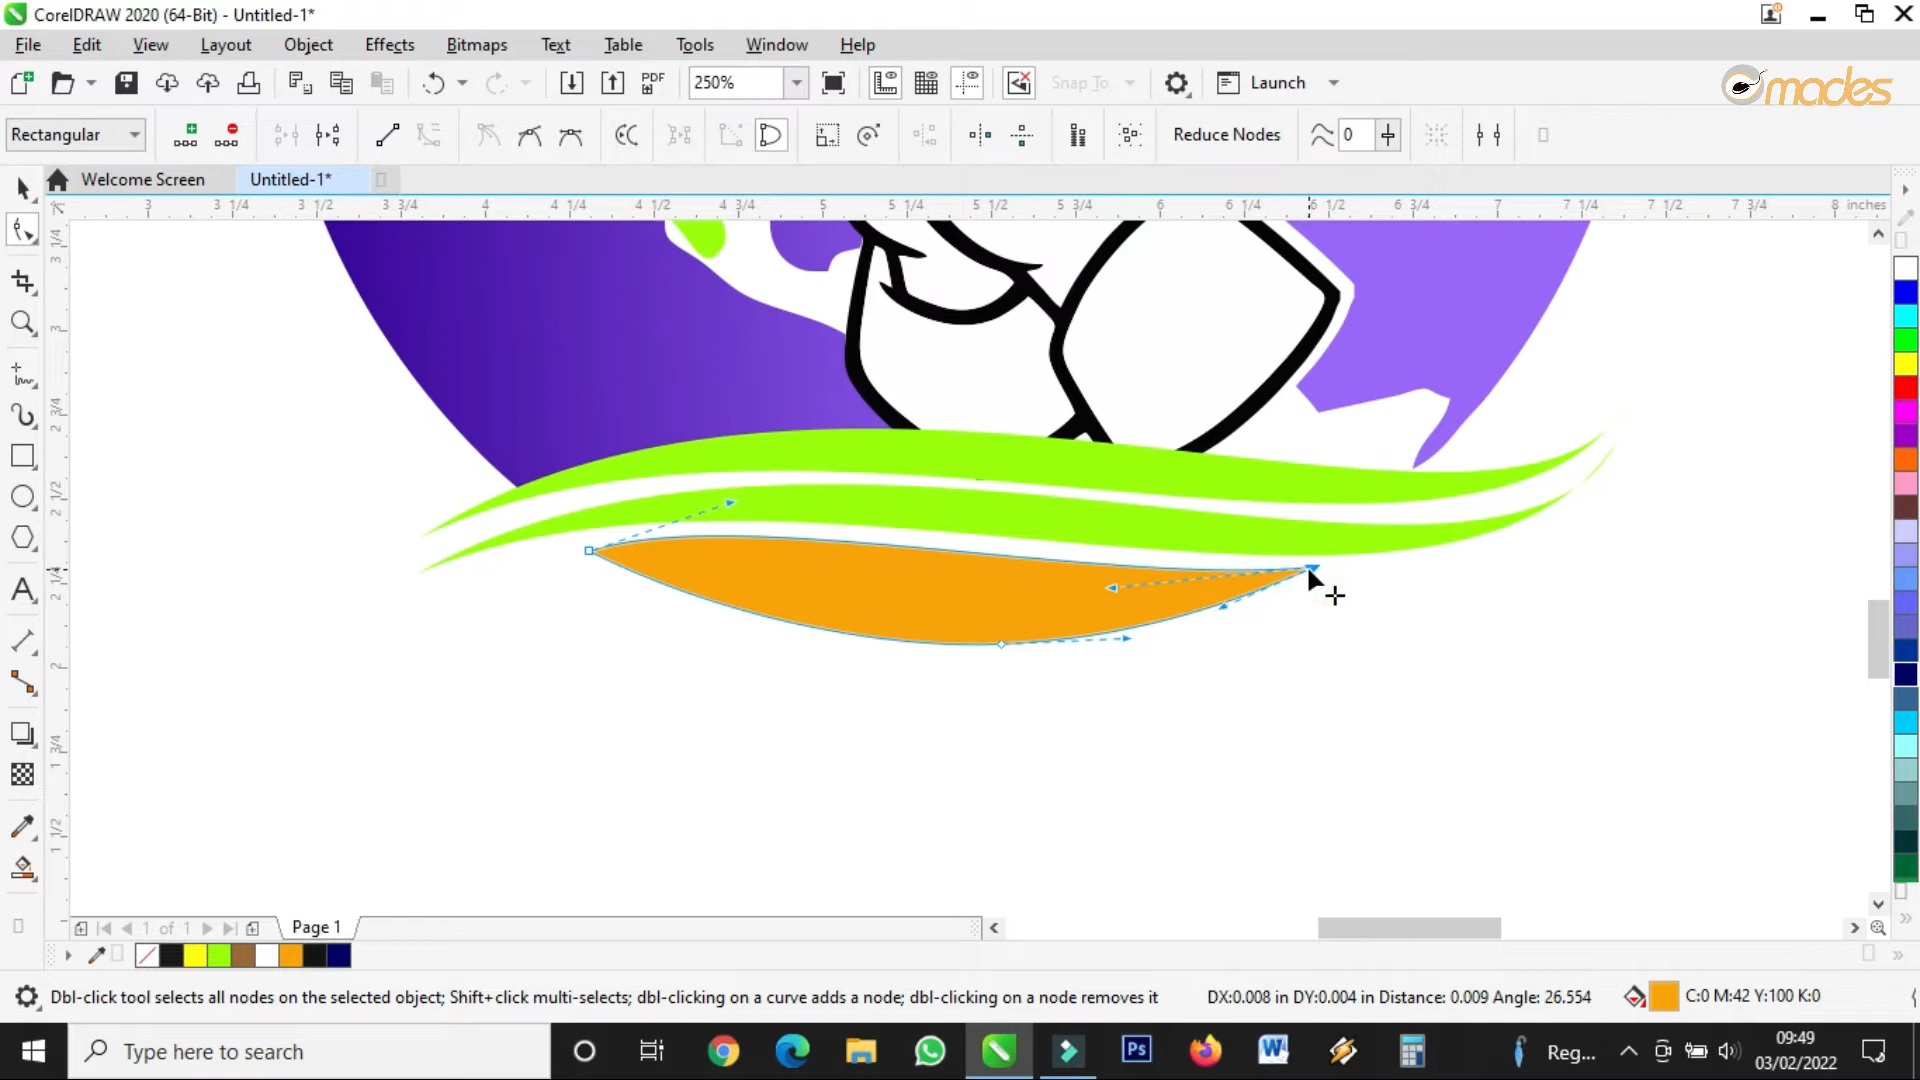 CorelDRAW 2020 (64-Bit) - Untitled-1*
File Edit View Layout Object Effects Bitmaps Text Table Tools Window Help
PDF 250% Snap To Launch
Omades
Rectangular Reduce Nodes 0
Welcome Screen Untitled-1*
3 3 1/4 3 1/2 3 3/4 4 4 1/4 4 1/2 4 3/4 5 5 1/4 5 1/2 5 3/4 6 6 1/4 6 1/2 6 3/4 7 7 1/4 7 1/2 7 3/4 8 inches
1 of 1 Page 1
Dbl-click tool selects all nodes on the selected object; Shift+click multi-selects; dbl-clicking on a curve adds a node; dbl-clicking on a node removes it DX:0.008 in DY:0.004 in Distance: 0.009 Angle: 26.554 C:0 M:42 Y:100 K:0
Type here to search Ps W Reg... 09:49
03/02/2022